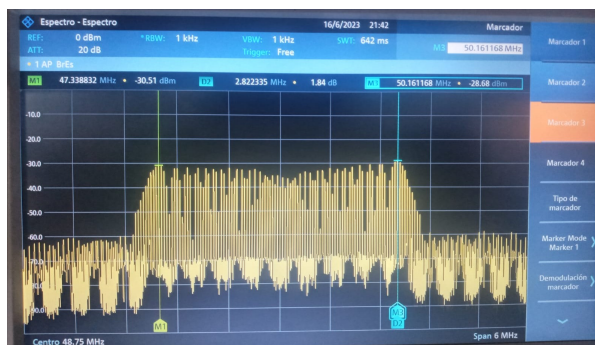 Espectro - Espectro
16/6/2023 21:42
Marcador
REF: 0 dBm
*RBW: 1 kHz
VBW: 1 kHz
SWT: 642 ms
ATT: 20 dB
Trigger: Free
M3 50.161168 MHz
1 AP BrEs
M1 47.338832 MHz • -30.51 dBm D2 2.822335 MHz • 1.84 dB M3 50.161168 MHz • -28.68 dBm
-10.0
-20.0
-30.0
-40.0
-50.0
-60.0
M1
M3
D2
Centro 48.75 MHz
Span 6 MHz
Marcador 1
Marcador 2
Marcador 3
Marcador 4
Tipo de
marcador
Marker Mode
Marker 1
Demodulación
marcador